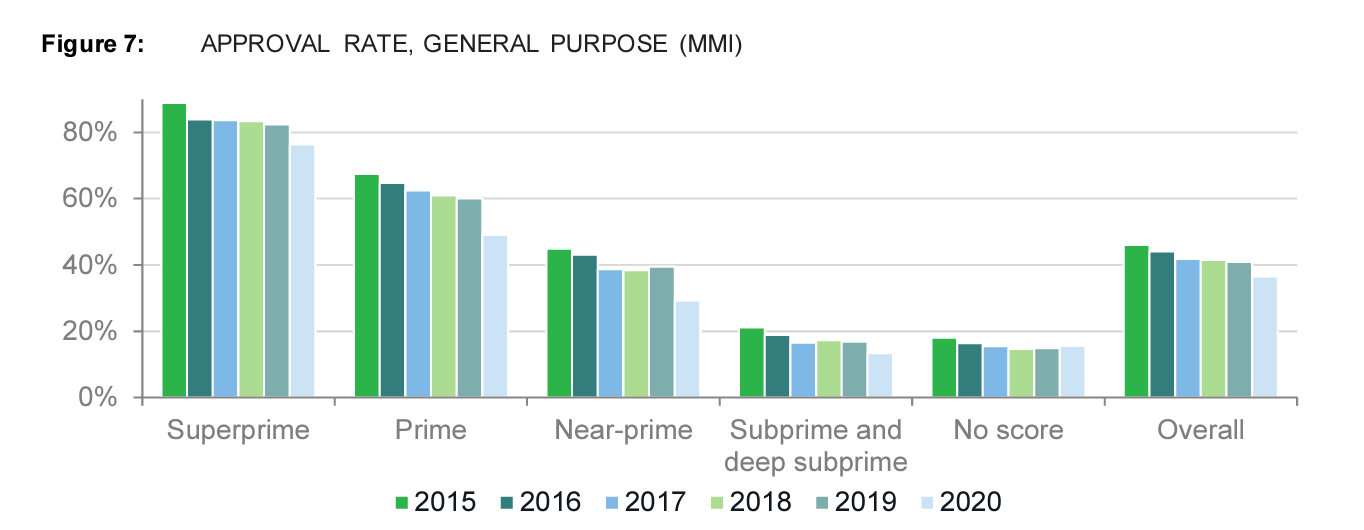 Figure 7: APPROVAL RATE, GENERAL PURPOSE (MMI)
80%
60%
40%
20%
0%
Superprime Prime Near-prime Subprime and No score Overall
deep subprime
2015 2016 2017 2018 2019 2020